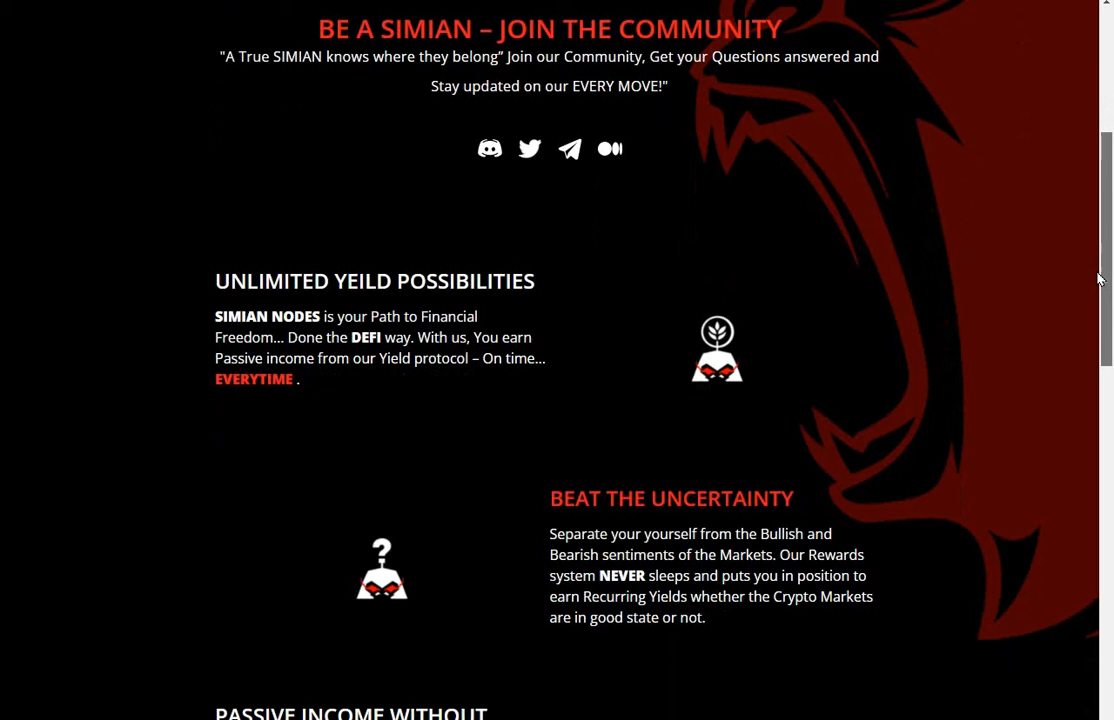 BE A SIMIAN – JOIN THE COMMUNITY
"A True SIMIAN knows where they belong” Join our Community, Get your Questions answered and
Stay updated on our EVERY MOVE!"
UNLIMITED YEILD POSSIBILITIES
SIMIAN NODES is your Path to Financial
Freedom... Done the DEFI way. With us, You earn
Passive income from our Yield protocol – On time...
EVERYTIME .
BEAT THE UNCERTAINTY
Separate your yourself from the Bullish and
Bearish sentiments of the Markets. Our Rewards
system NEVER sleeps and puts you in position to
earn Recurring Yields whether the Crypto Markets
are in good state or not.
?
PASSIVE INCOME WITHOUT